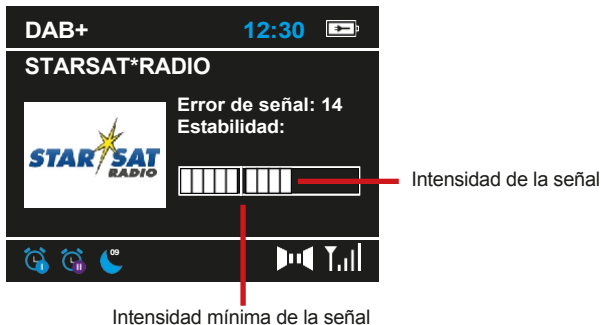 DAB+ 12:30
STARSAT*RADIO
Error de señal: 14
Estabilidad:
STAR SAT
RADIO
Intensidad de la señal
I II 09
Intensidad mínima de la señal